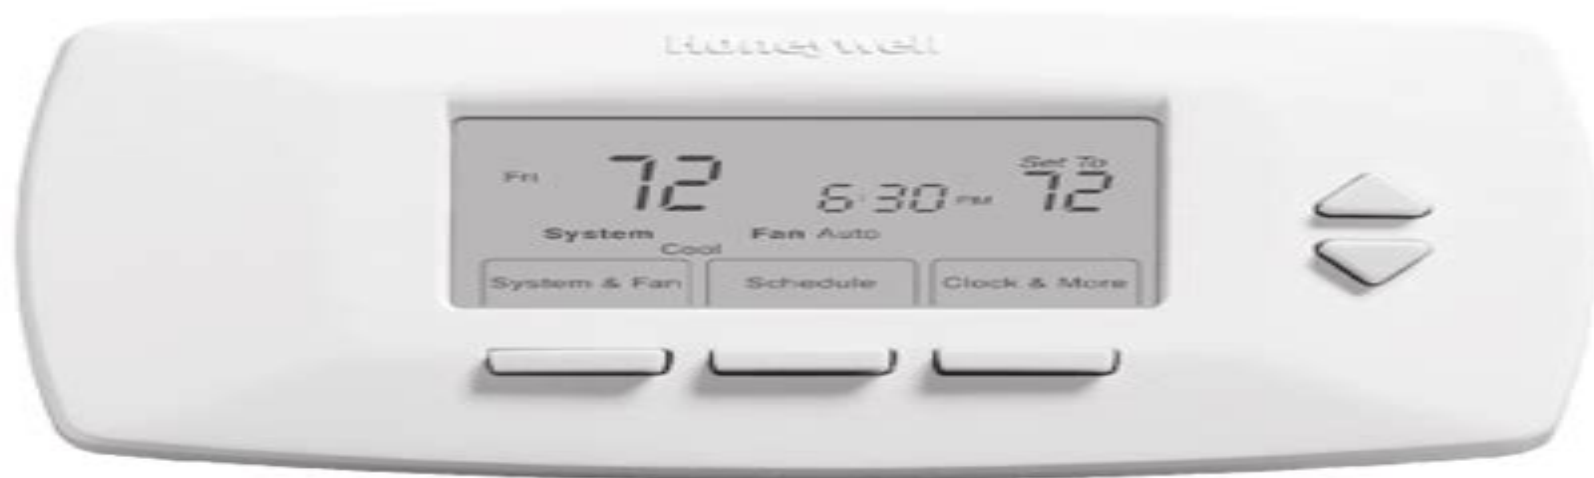 Honeywell
Set To
Fri 72 6:30 PM 72
System Fan Auto
Cool
System & Fan Schedule Clock & More